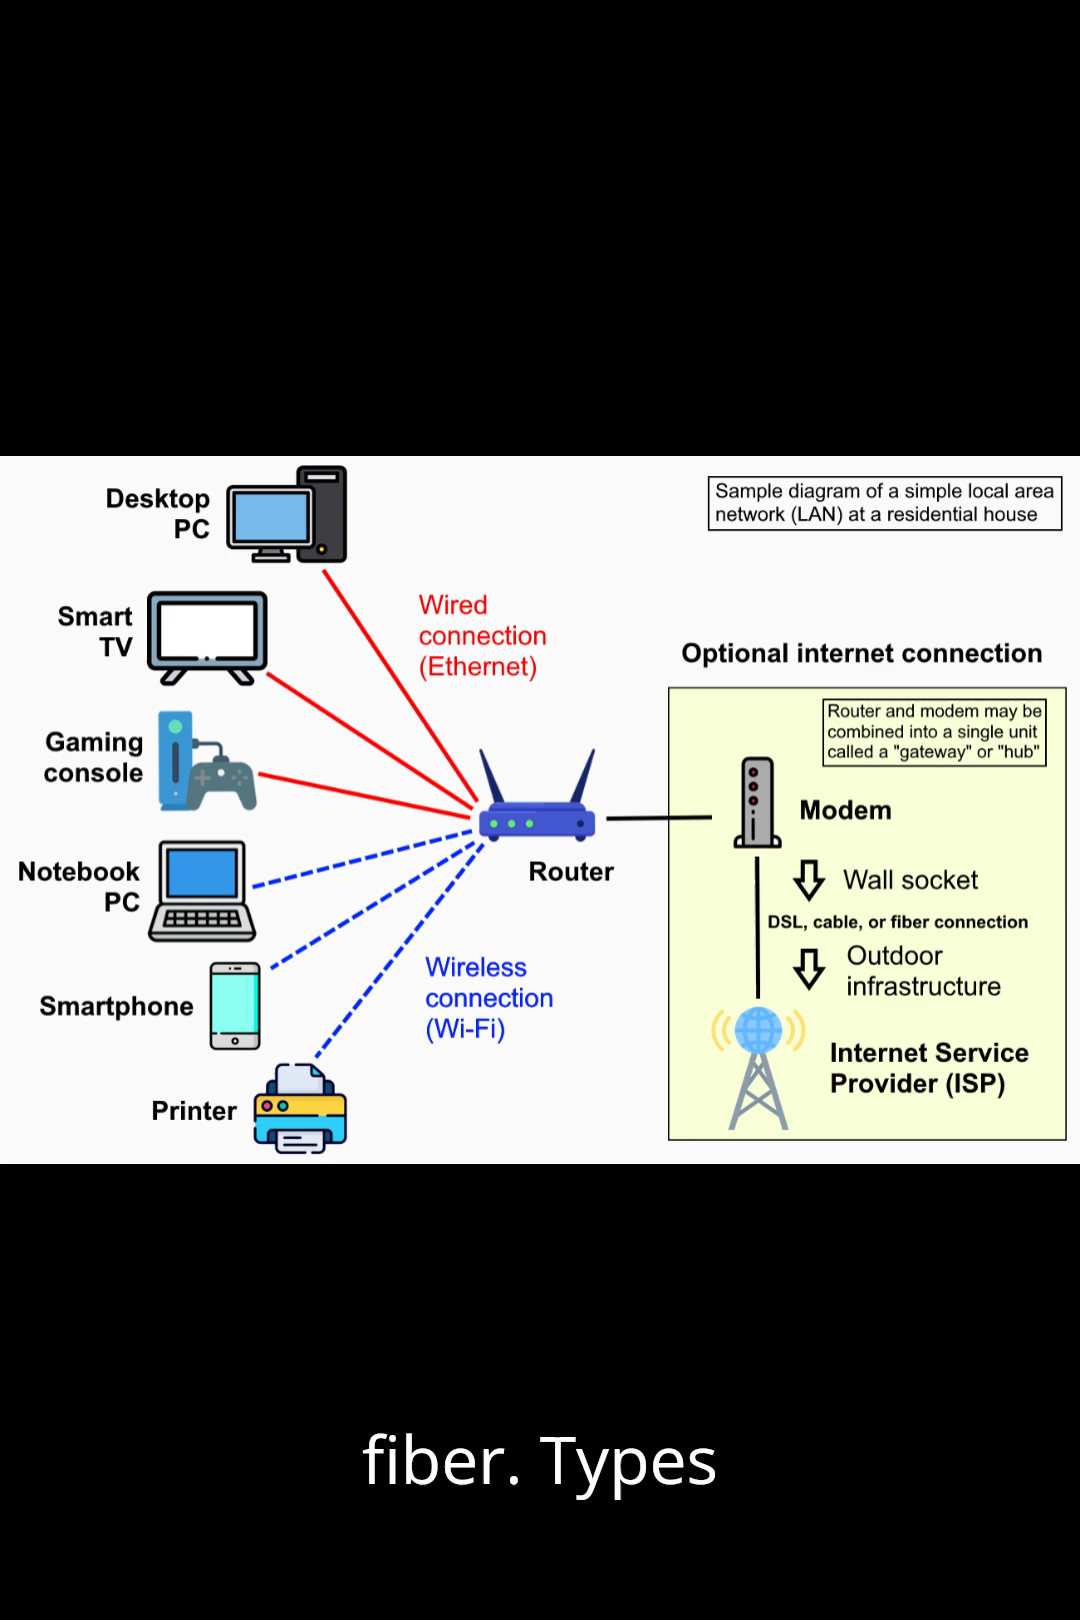 Desktop
PC
Sample diagram of a simple local area
network (LAN) at a residential house
Smart
TV
Wired
connection
(Ethernet)
Optional internet connection
Gaming
console
Router and modem may be
combined into a single unit
called a "gateway" or "hub"
Modem
Router
Notebook
PC
Wall socket
DSL, cable, or fiber connection
Outdoor
infrastructure
Wireless
connection
(Wi-Fi)
Smartphone
Internet Service
Provider (ISP)
Printer
fiber. Types